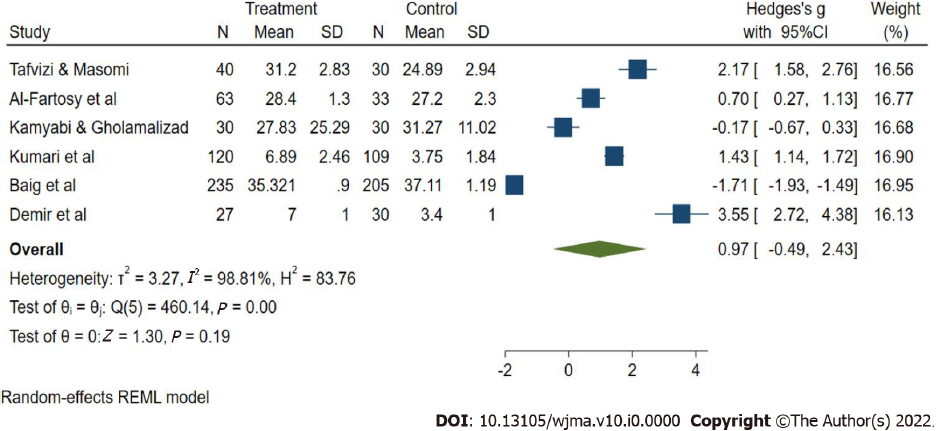 Treatment Control Hedges's g Weight
Study N Mean SD N Mean SD with 95%CI (%)
Tafvizi & Masomi 40 31.2 2.83 30 24.89 2.94 2.17 [ 1.58, 2.76] 16.56
Al-Fartosy et al 63 28.4 1.3 33 27.2 2.3 0.70 [ 0.27, 1.13] 16.77
Kamyabi & Gholamalizad 30 27.83 25.29 30 31.27 11.02 -0.17 [ -0.67, 0.33] 16.68
Kumari et al 120 6.89 2.46 109 3.75 1.84 1.43 [ 1.14, 1.72] 16.90
Baig et al 235 35.321 .9 205 37.11 1.19 -1.71 [ -1.93, -1.49] 16.95
Demir et al 27 7 1 30 3.4 1 3.55 [ 2.72, 4.38] 16.13
Overall 0.97 [ -0.49, 2.43]
Heterogeneity: τ² = 3.27, I² = 98.81%, H² = 83.76
Test of θᵢ = θⱼ: Q(5) = 460.14, P = 0.00
Test of θ = 0: Z = 1.30, P = 0.19
-2 0 2 4
Random-effects REML model
DOI: 10.13105/wjma.v10.i0.0000 Copyright ©The Author(s) 2022.